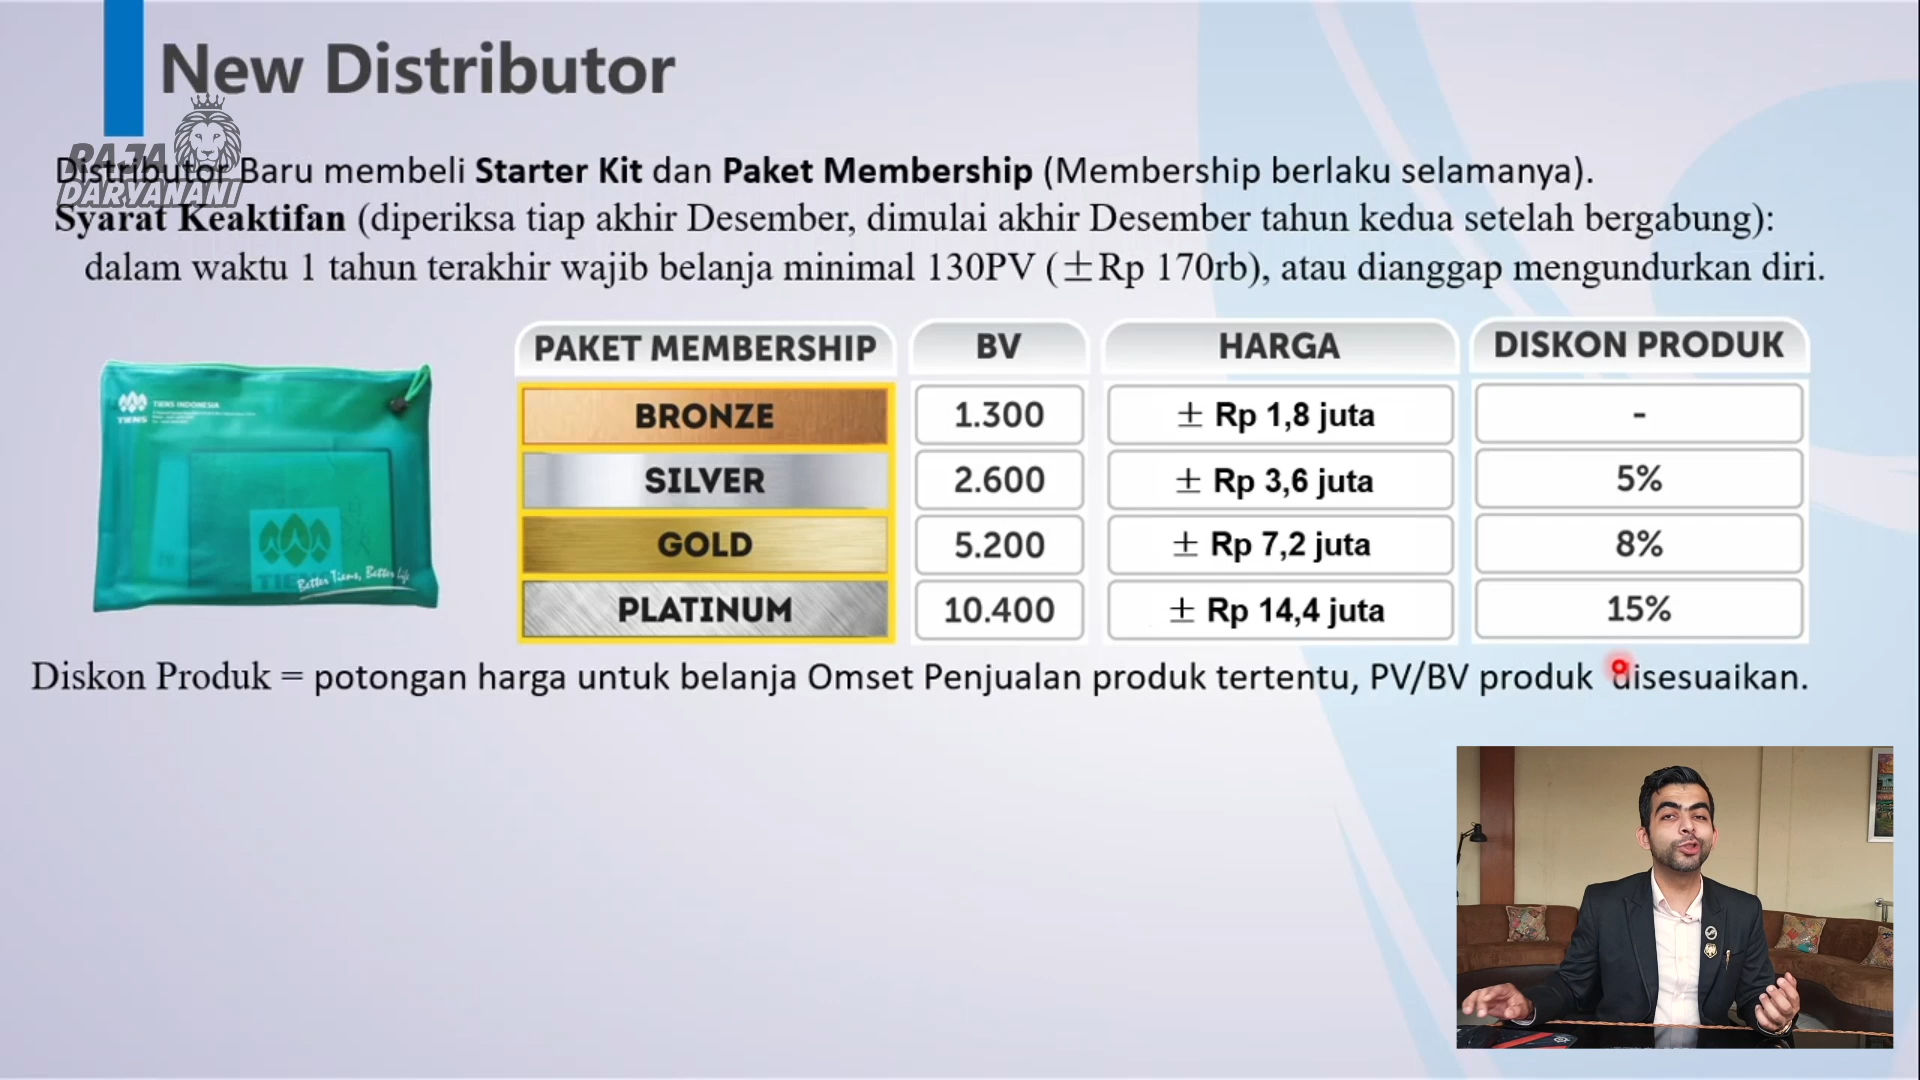 New Distributor
RAJA
DARYANANI
Distributor Baru membeli Starter Kit dan Paket Membership (Membership berlaku selamanya).
Syarat Keaktifan (diperiksa tiap akhir Desember, dimulai akhir Desember tahun kedua setelah bergabung):
dalam waktu 1 tahun terakhir wajib belanja minimal 130PV (±Rp 170rb), atau dianggap mengundurkan diri.
PAKET MEMBERSHIP BV HARGA DISKON PRODUK
BRONZE 1.300 ± Rp 1,8 juta -
SILVER 2.600 ± Rp 3,6 juta 5%
GOLD 5.200 ± Rp 7,2 juta 8%
PLATINUM 10.400 ± Rp 14,4 juta 15%
TIENS
TIENS INDONESIA
TIENS
Better Tiens, Better Life
Diskon Produk = potongan harga untuk belanja Omset Penjualan produk tertentu, PV/BV produk disesuaikan.